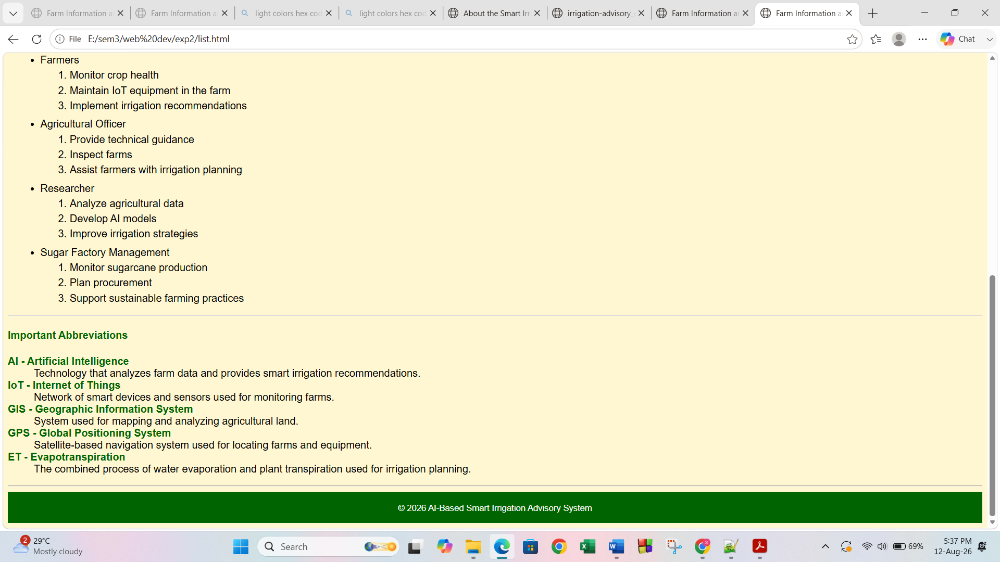 Farm Information a
Farm Information a
light colors hex cod
light colors hex cod
About the Smart Irri
irrigation-advisory_
Farm Information a
Farm Information a
File E:/sem3/web%20dev/exp2/list.html
Chat
• Farmers
1. Monitor crop health
2. Maintain IoT equipment in the farm
3. Implement irrigation recommendations
• Agricultural Officer
1. Provide technical guidance
2. Inspect farms
3. Assist farmers with irrigation planning
• Researcher
1. Analyze agricultural data
2. Develop AI models
3. Improve irrigation strategies
• Sugar Factory Management
1. Monitor sugarcane production
2. Plan procurement
3. Support sustainable farming practices
Important Abbreviations
AI - Artificial Intelligence
Technology that analyzes farm data and provides smart irrigation recommendations.
IoT - Internet of Things
Network of smart devices and sensors used for monitoring farms.
GIS - Geographic Information System
System used for mapping and analyzing agricultural land.
GPS - Global Positioning System
Satellite-based navigation system used for locating farms and equipment.
ET - Evapotranspiration
The combined process of water evaporation and plant transpiration used for irrigation planning.
© 2026 AI-Based Smart Irrigation Advisory System
2
29°C
Mostly cloudy
Search
69%
5:37 PM
12-Aug-26